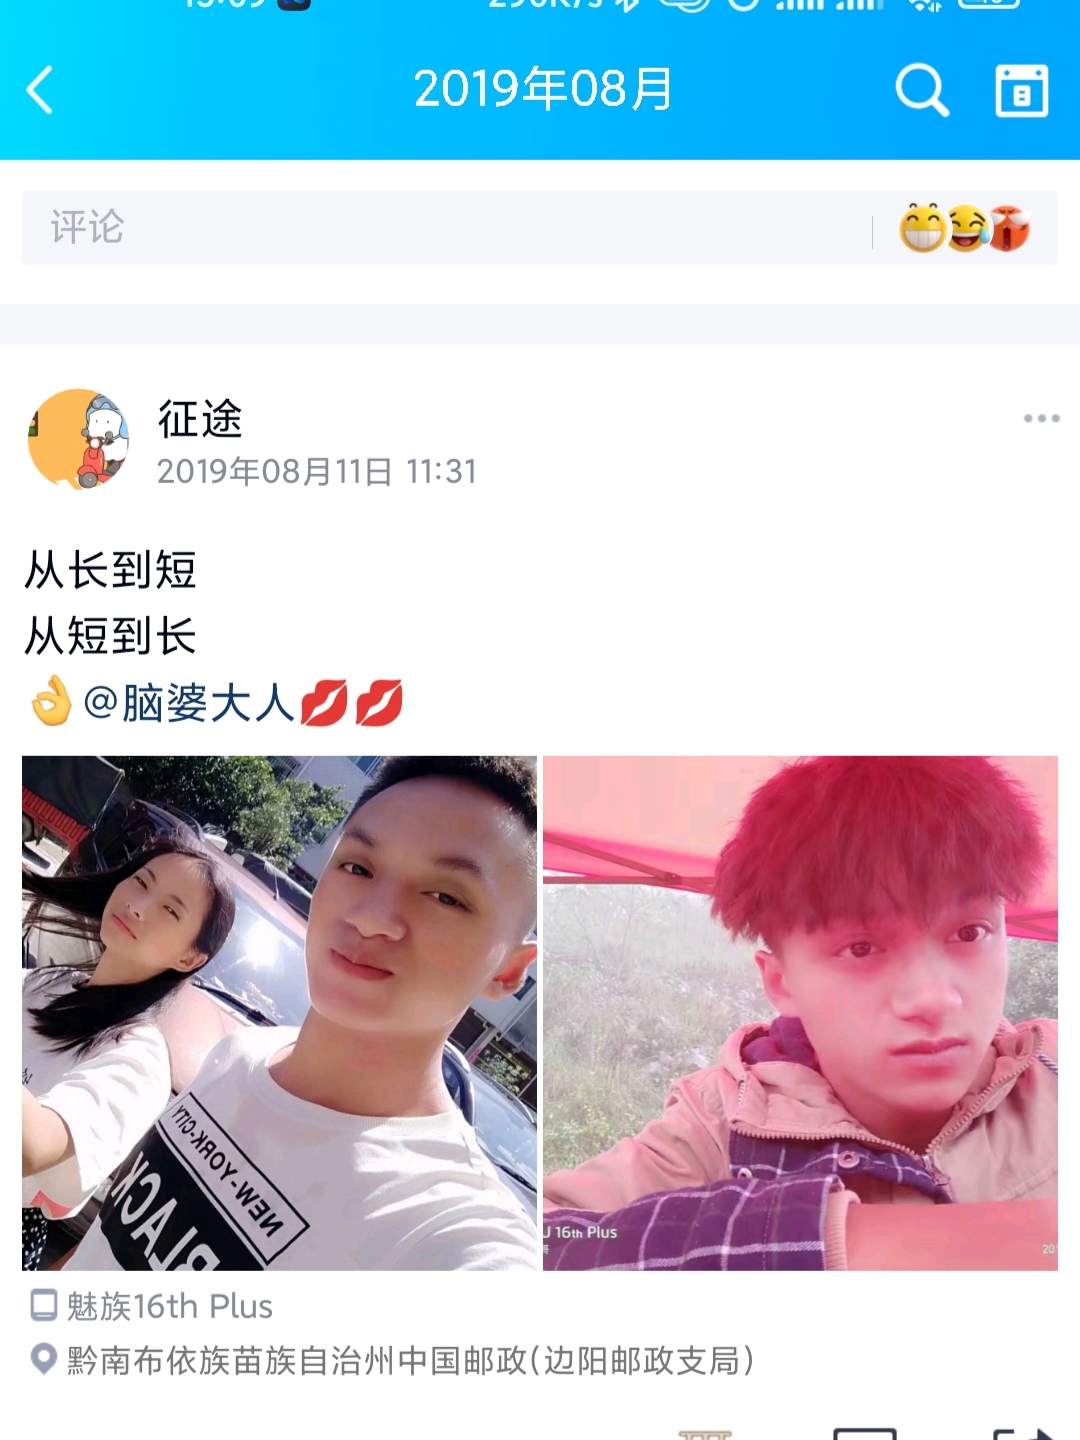 2019年08月
8
评论
征途
2019年08月11日 11:31
从长到短
从短到长
👌@脑婆大人💋💋
NEW-YORK-CITY
BLACK
16th Plus
魅族16th Plus
黔南布依族苗族自治州中国邮政(边阳邮政支局)